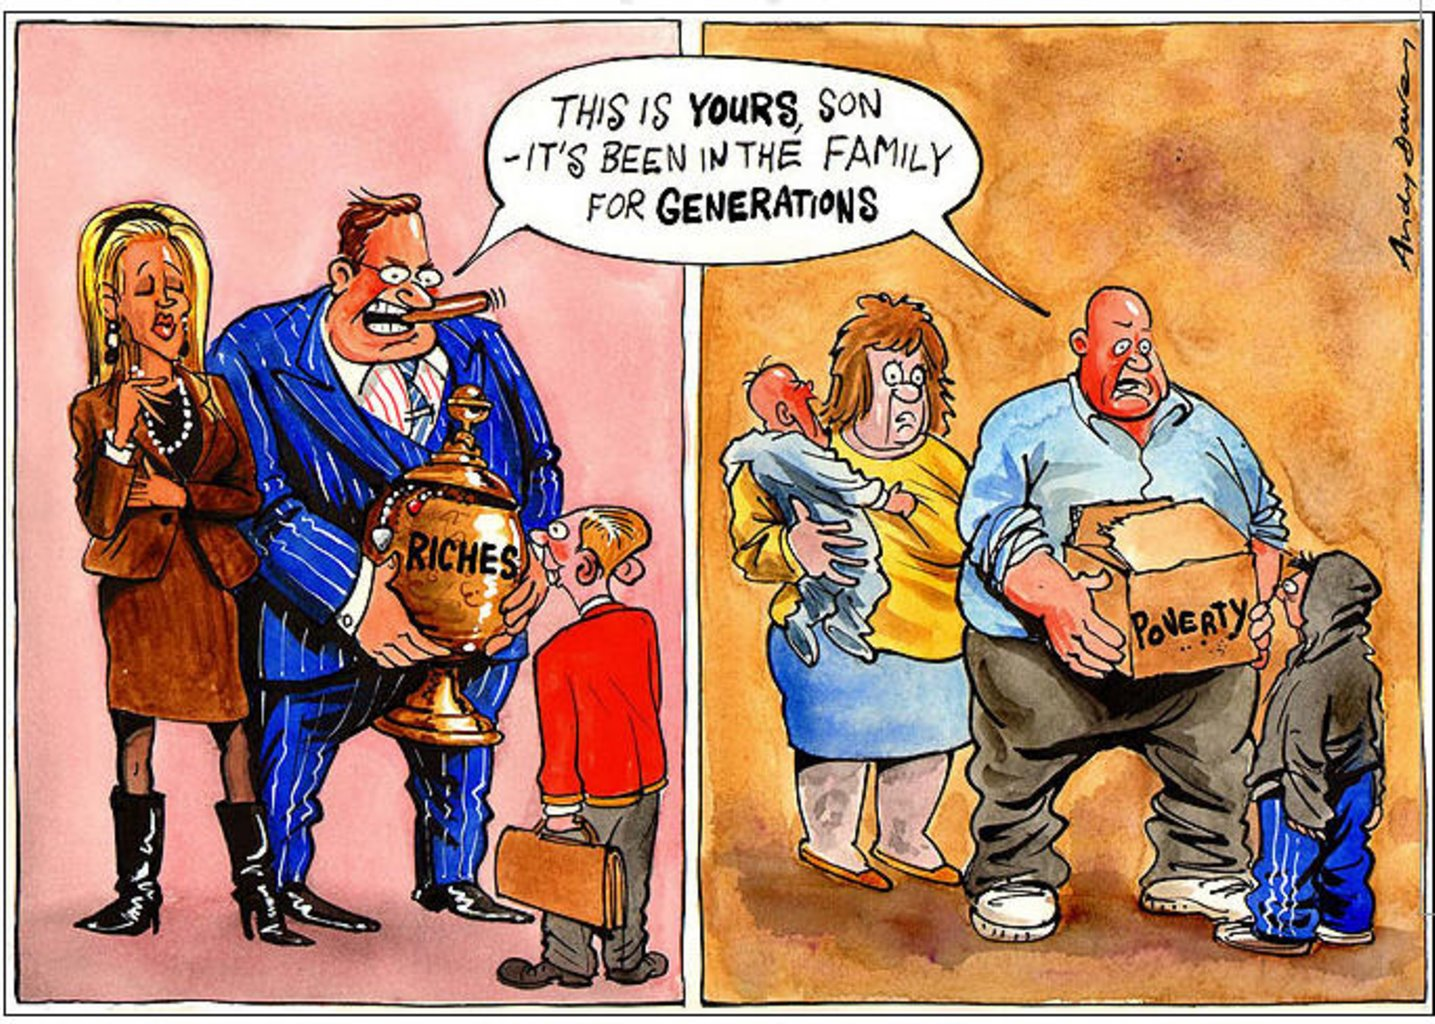 THIS IS YOURS, SON
-IT'S BEEN IN THE FAMILY
FOR GENERATIONS
RICHES
POVERTY
Andy Davey